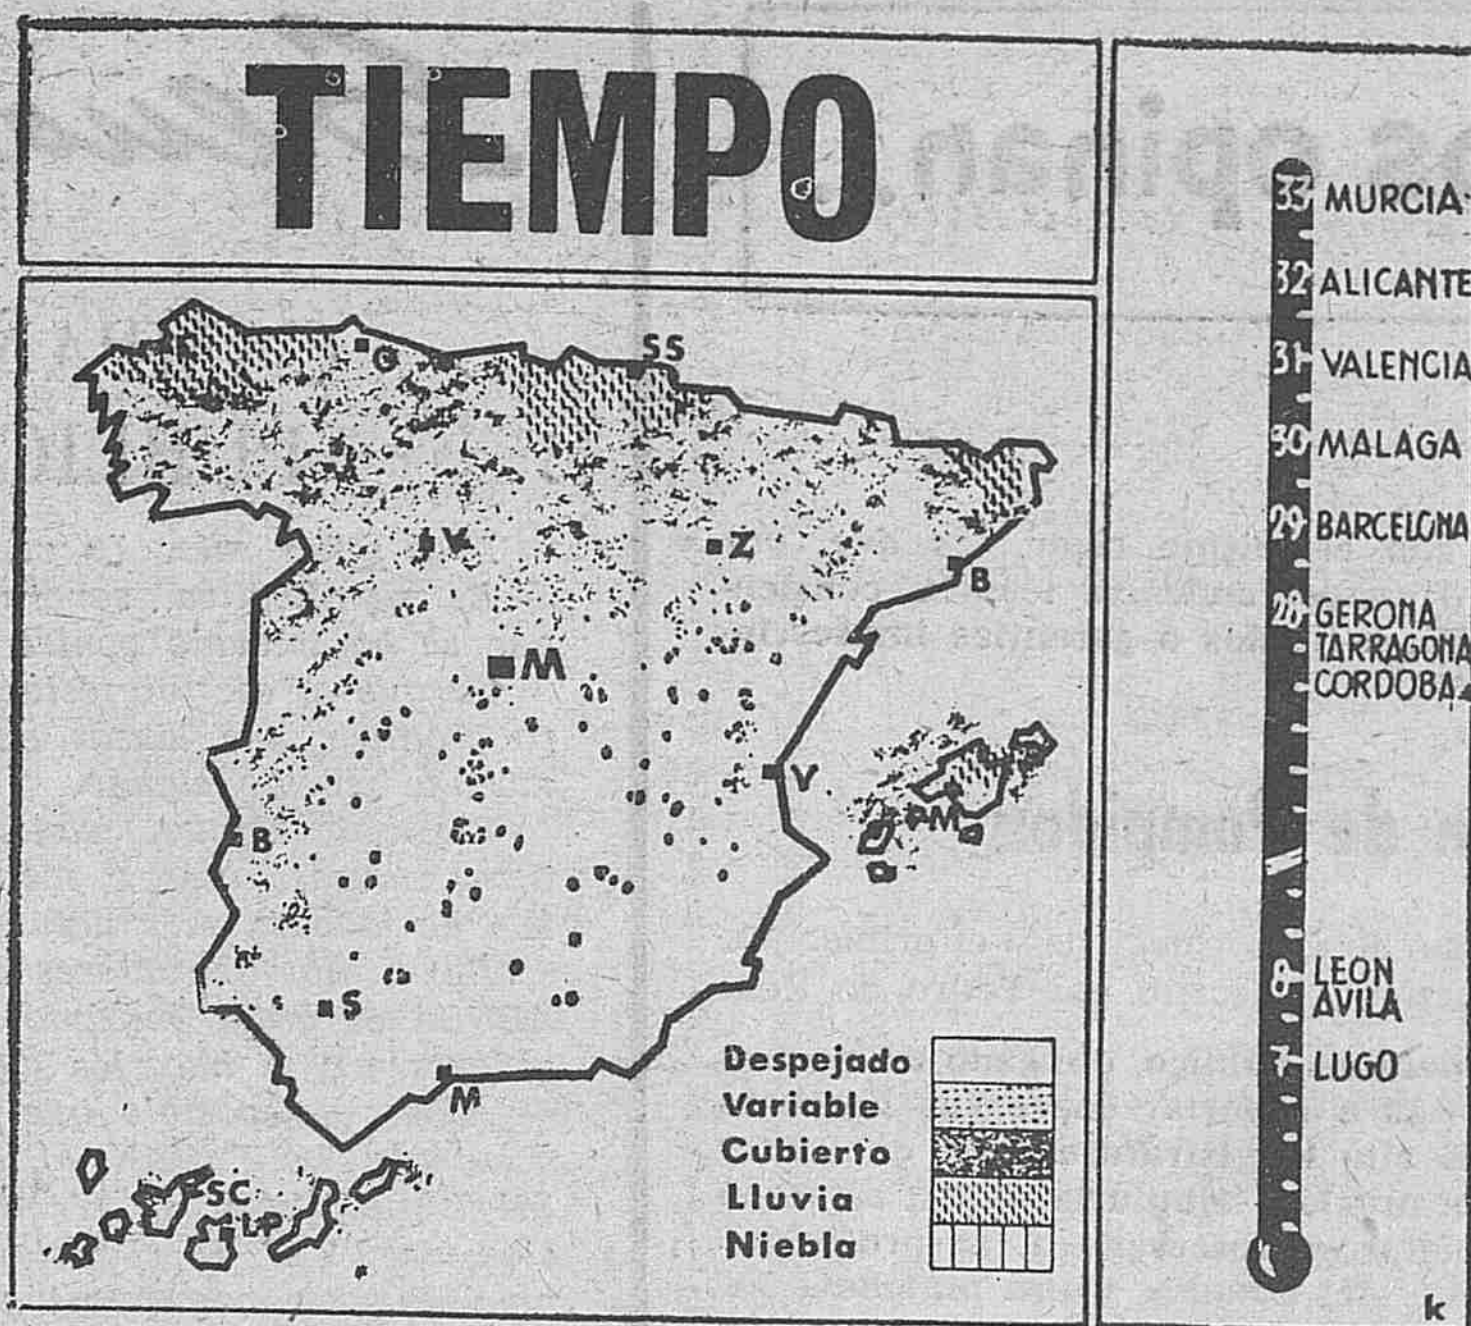 TIEMPO
SS
G
V
Z
B
M
V
PM
B
S
M
SC
LP
Despejado
Variable
Cubierto
Lluvia
Niebla
33 MURCIA
32 ALICANTE
31 VALENCIA
30 MALAGA
29 BARCELONA
28 GERONA
TARRAGONA
CORDOBA
8 LEON
AVILA
7 LUGO
k